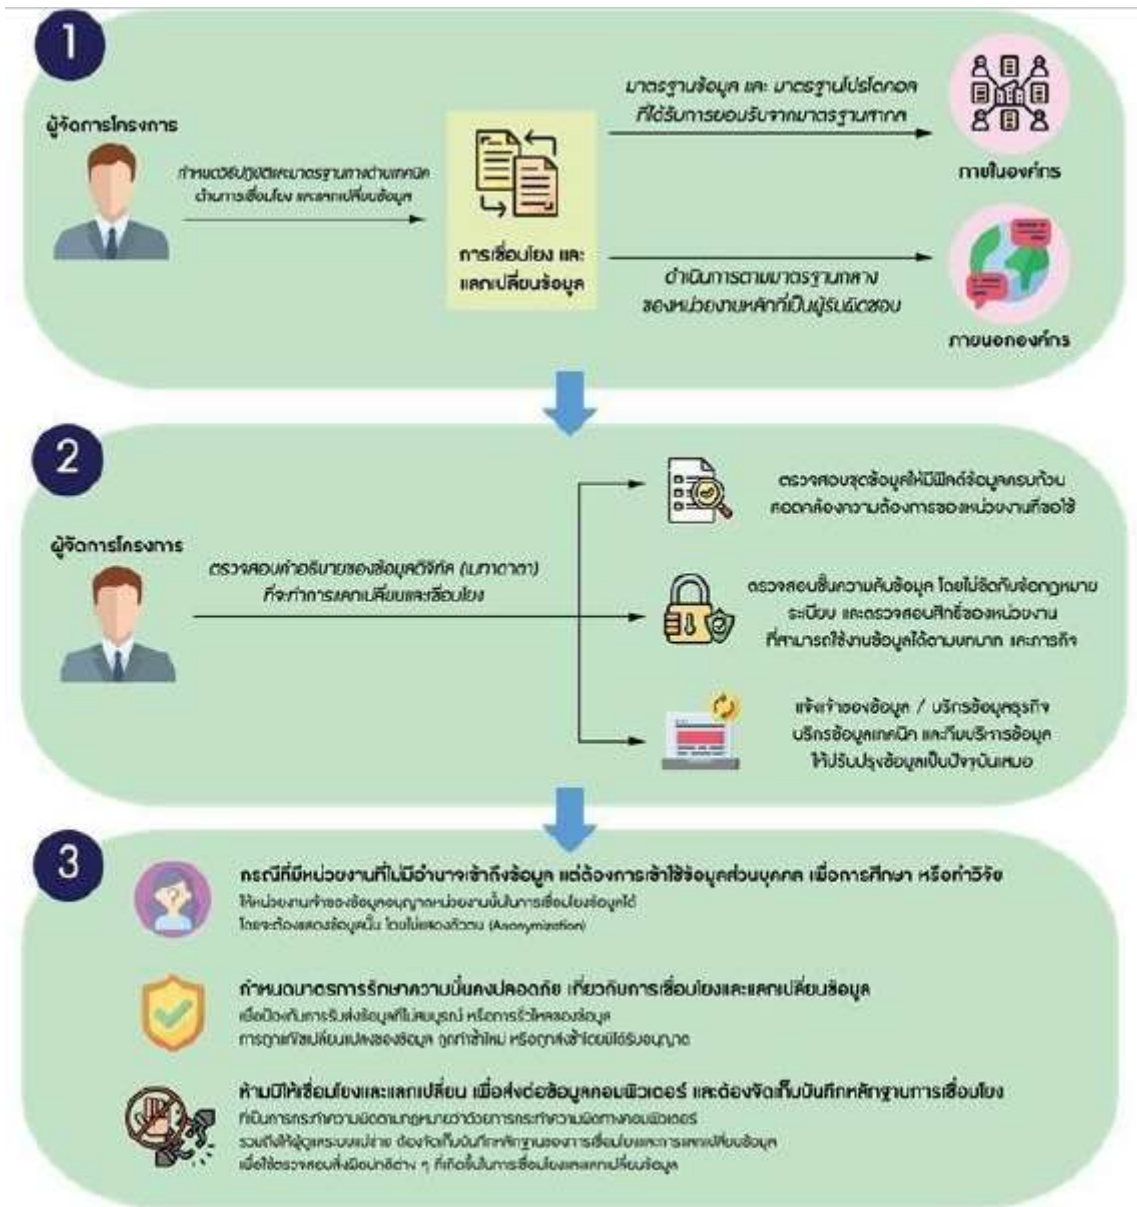 1
ผู้จัดการโครงการ
กำหนดวิธีปฏิบัติและมาตรฐานทางด้านเทคนิค
ด้านการเชื่อมโยง และแลกเปลี่ยนข้อมูล
การเชื่อมโยง และ
แลกเปลี่ยนข้อมูล
มาตรฐานข้อมูล และ มาตรฐานโปรโตคอล
ที่ได้รับการยอมรับจากมาตรฐานสากล
ภายในองค์กร
ดำเนินการตามมาตรฐานกลาง
ของหน่วยงานหลักที่เป็นผู้รับผิดชอบ
ภายนอกองค์กร
2
ผู้จัดการโครงการ
ตรวจสอบคำอธิบายของข้อมูลดิจิทัล (เมทาดาตา)
ที่จะทำการแลกเปลี่ยนและเชื่อมโยง
ตรวจสอบชุดข้อมูลให้มีฟิลด์ข้อมูลครบถ้วน
สอดคล้องความต้องการของหน่วยงานที่ขอใช้
ตรวจสอบชั้นความลับข้อมูล โดยไม่ขัดกับข้อกฎหมาย
ระเบียบ และตรวจสอบสิทธิ์ของหน่วยงาน
ที่สามารถใช้งานข้อมูลได้ตามบทบาท และภารกิจ
แจ้งเจ้าของข้อมูล / บริกรข้อมูลธุรกิจ
บริกรข้อมูลเทคนิค และทีมบริหารข้อมูล
ให้ปรับปรุงข้อมูลเป็นปัจจุบันเสมอ
3
กรณีที่มีหน่วยงานที่ไม่มีอำนาจเข้าถึงข้อมูล แต่ต้องการเข้าใช้ข้อมูลส่วนบุคคล เพื่อการศึกษา หรือทำวิจัย
ให้หน่วยงานเจ้าของข้อมูลอนุญาตหน่วยงานนั้นในการเชื่อมโยงข้อมูลได้
โดยจะต้องแสดงข้อมูลนั้น โดยไม่แสดงตัวตน (Anonymization)
กำหนดมาตรการรักษาความมั่นคงปลอดภัย เกี่ยวกับการเชื่อมโยงและแลกเปลี่ยนข้อมูล
เพื่อป้องกันการรับส่งข้อมูลที่ไม่สมบูรณ์ หรือการรั่วไหลของข้อมูล
การถูกแก้ไขเปลี่ยนแปลงของข้อมูล ถูกทำซ้ำใหม่ หรือถูกส่งซ้ำโดยมิได้รับอนุญาต
ห้ามมิให้เชื่อมโยงและแลกเปลี่ยน เพื่อส่งต่อข้อมูลคอมพิวเตอร์ และต้องจัดเก็บบันทึกหลักฐานการเชื่อมโยง
ที่เป็นการกระทำความผิดตามกฎหมายว่าด้วยการกระทำความผิดทางคอมพิวเตอร์
รวมถึงให้ผู้ดูแลระบบแม่ข่าย ต้องจัดเก็บบันทึกหลักฐานของการเชื่อมโยงและการแลกเปลี่ยนข้อมูล
เพื่อใช้ตรวจสอบสิ่งผิดปกติต่าง ๆ ที่เกิดขึ้นในการเชื่อมโยงและแลกเปลี่ยนข้อมูล